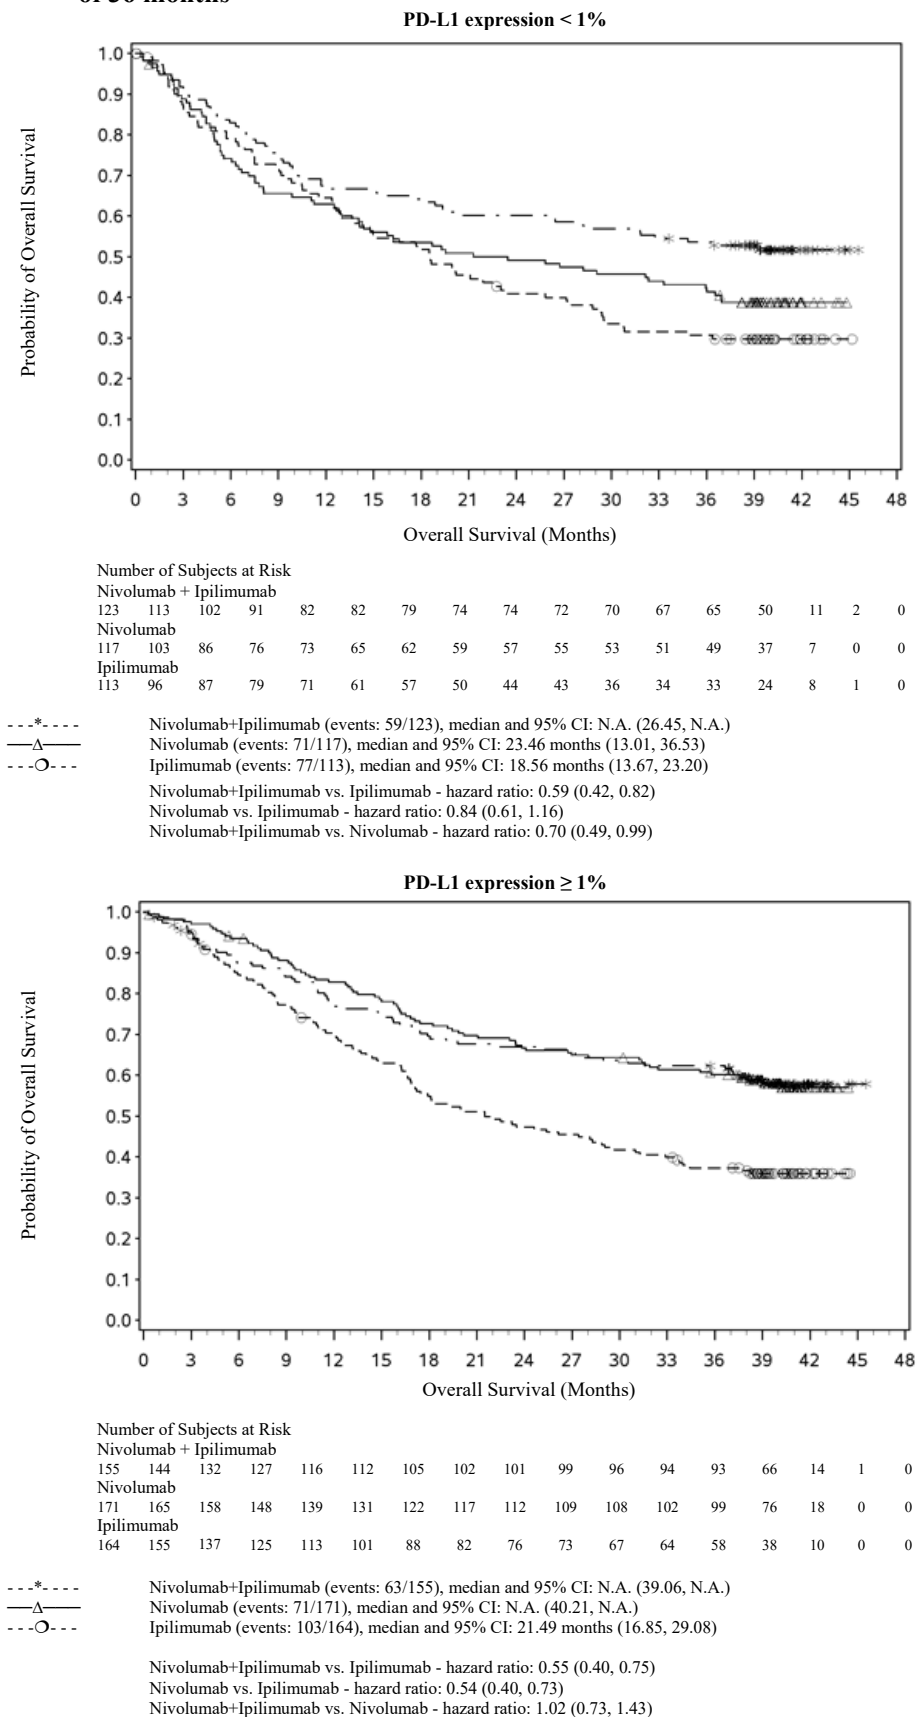 of 36 months
PD-L1 expression < 1%
Probability of Overall Survival
1.0
0.9
0.8
0.7
0.6
0.5
0.4
0.3
0.2
0.1
0.0
0 3 6 9 12 15 18 21 24 27 30 33 36 39 42 45 48
Overall Survival (Months)
Number of Subjects at Risk
Nivolumab + Ipilimumab
123 113 102 91 82 82 79 74 74 72 70 67 65 50 11 2 0
Nivolumab
117 103 86 76 73 65 62 59 57 55 53 51 49 37 7 0 0
Ipilimumab
113 96 87 79 71 61 57 50 44 43 36 34 33 24 8 1 0
- - -*- - - - Nivolumab+Ipilimumab (events: 59/123), median and 95% CI: N.A. (26.45, N.A.)
──Δ─── Nivolumab (events: 71/117), median and 95% CI: 23.46 months (13.01, 36.53)
- - -❍- - - Ipilimumab (events: 77/113), median and 95% CI: 18.56 months (13.67, 23.20)
Nivolumab+Ipilimumab vs. Ipilimumab - hazard ratio: 0.59 (0.42, 0.82)
Nivolumab vs. Ipilimumab - hazard ratio: 0.84 (0.61, 1.16)
Nivolumab+Ipilimumab vs. Nivolumab - hazard ratio: 0.70 (0.49, 0.99)
PD-L1 expression ≥ 1%
Probability of Overall Survival
1.0
0.9
0.8
0.7
0.6
0.5
0.4
0.3
0.2
0.1
0.0
0 3 6 9 12 15 18 21 24 27 30 33 36 39 42 45 48
Overall Survival (Months)
Number of Subjects at Risk
Nivolumab + Ipilimumab
155 144 132 127 116 112 105 102 101 99 96 94 93 66 14 1 0
Nivolumab
171 165 158 148 139 131 122 117 112 109 108 102 99 76 18 0 0
Ipilimumab
164 155 137 125 113 101 88 82 76 73 67 64 58 38 10 0 0
- - -*- - - - Nivolumab+Ipilimumab (events: 63/155), median and 95% CI: N.A. (39.06, N.A.)
──Δ─── Nivolumab (events: 71/171), median and 95% CI: N.A. (40.21, N.A.)
- - -❍- - - Ipilimumab (events: 103/164), median and 95% CI: 21.49 months (16.85, 29.08)
Nivolumab+Ipilimumab vs. Ipilimumab - hazard ratio: 0.55 (0.40, 0.75)
Nivolumab vs. Ipilimumab - hazard ratio: 0.54 (0.40, 0.73)
Nivolumab+Ipilimumab vs. Nivolumab - hazard ratio: 1.02 (0.73, 1.43)